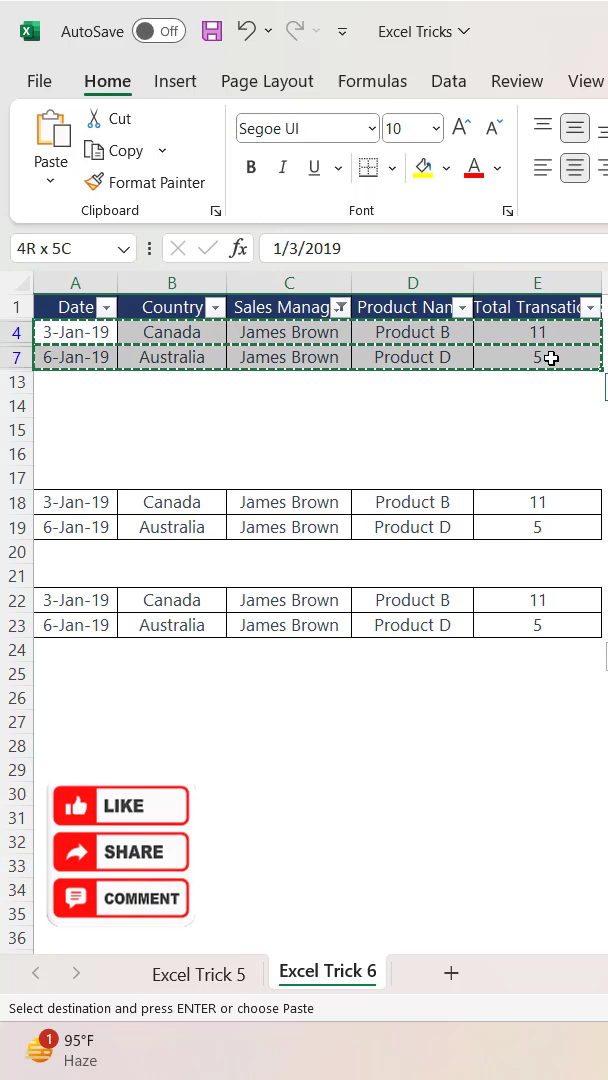 AutoSave Off Excel Tricks
File Home Insert Page Layout Formulas Data Review View
Paste Cut Copy Format Painter
Clipboard
Segoe UI 10 A A
B I U A
Font
4R x 5C fx 1/3/2019
A B C D E
1 Date Country Sales Manag Product Nan Total Transatio
4 3-Jan-19 Canada James Brown Product B 11
7 6-Jan-19 Australia James Brown Product D 5
13
14
15
16
17
18 3-Jan-19 Canada James Brown Product B 11
19 6-Jan-19 Australia James Brown Product D 5
20
21
22 3-Jan-19 Canada James Brown Product B 11
23 6-Jan-19 Australia James Brown Product D 5
24
25
26
27
28
29
30
31
32
33
34
35
36
LIKE
SHARE
COMMENT
Excel Trick 5 Excel Trick 6
Select destination and press ENTER or choose Paste
1 95°F
Haze